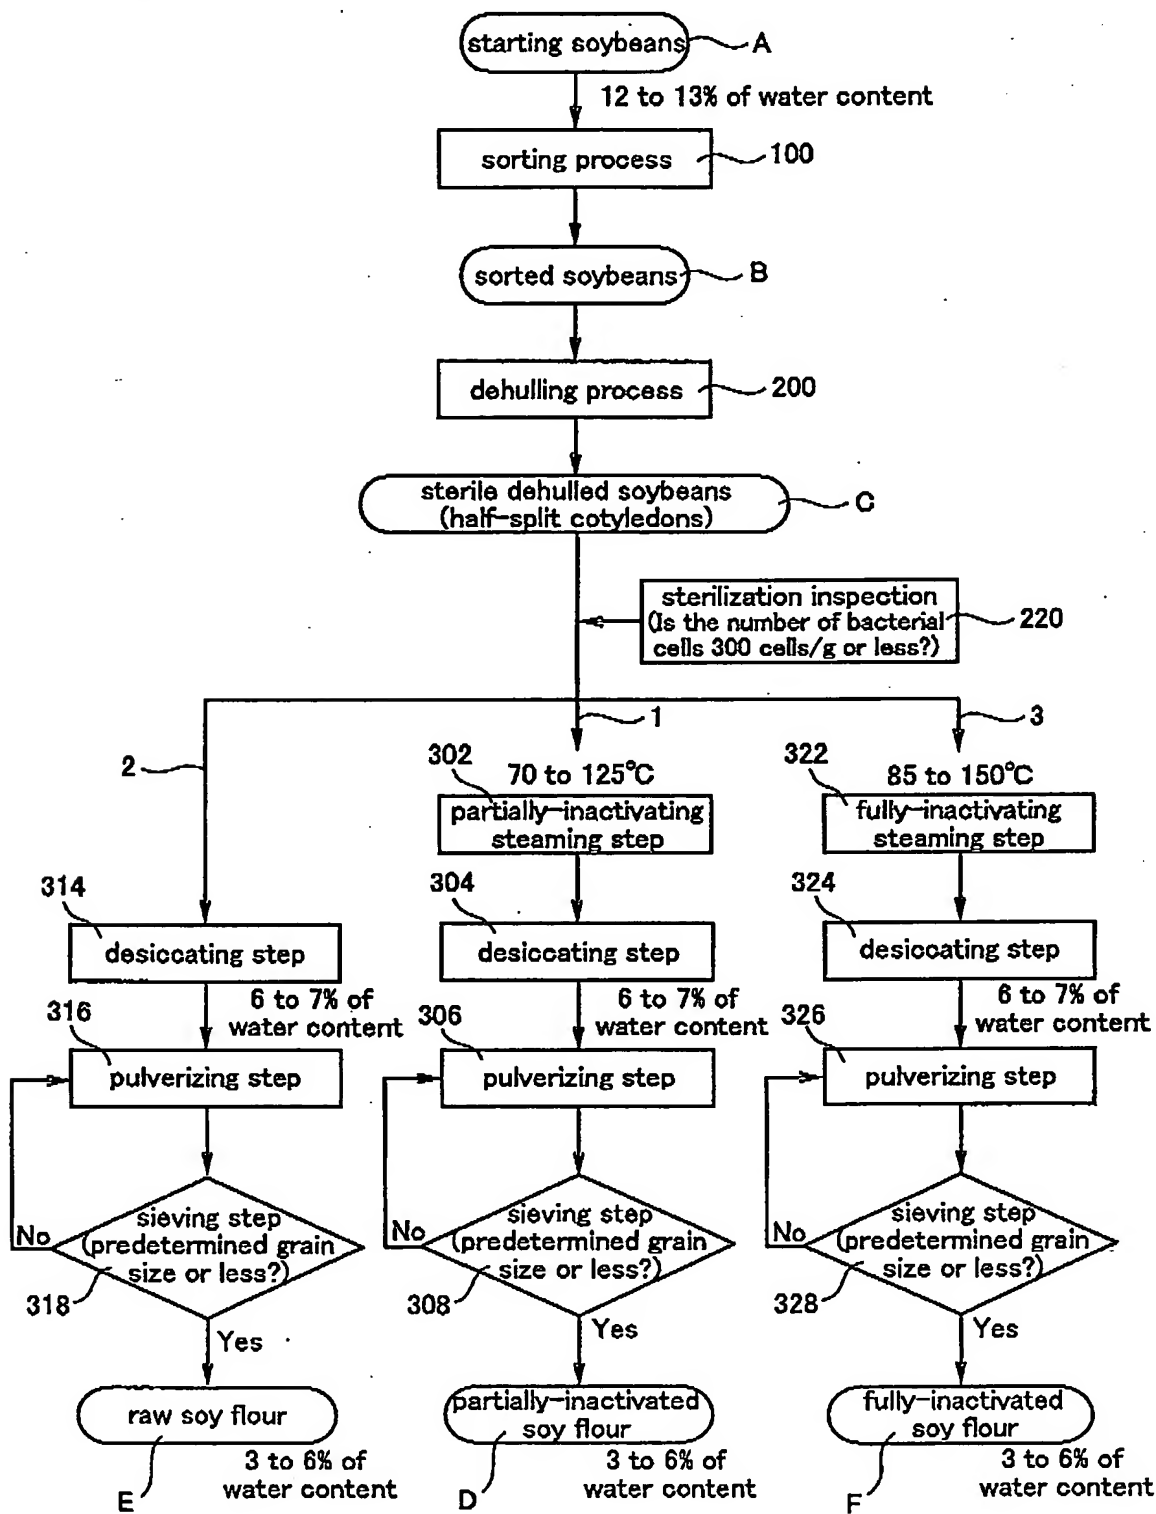 starting soybeans
A
12 to 13% of water content
sorting process
100
sorted soybeans
B
dehulling process
200
sterile dehulled soybeans
(half-split cotyledons)
C
sterilization inspection
(Is the number of bacterial
cells 300 cells/g or less?)
220
1
3
2
302
70 to 125°C
322
85 to 150°C
partially-inactivating
steaming step
fully-inactivating
steaming step
314
304
324
desiccating step
desiccating step
desiccating step
6 to 7% of
water content
6 to 7% of
water content
6 to 7% of
water content
316
306
326
pulverizing step
pulverizing step
pulverizing step
No
sieving step
(predetermined grain
size or less?)
318
No
sieving step
(predetermined grain
size or less?)
308
No
sieving step
(predetermined grain
size or less?)
328
Yes
Yes
Yes
raw soy flour
partially-inactivated
soy flour
fully-inactivated
soy flour
3 to 6% of
water content
3 to 6% of
water content
3 to 6% of
water content
E
D
F